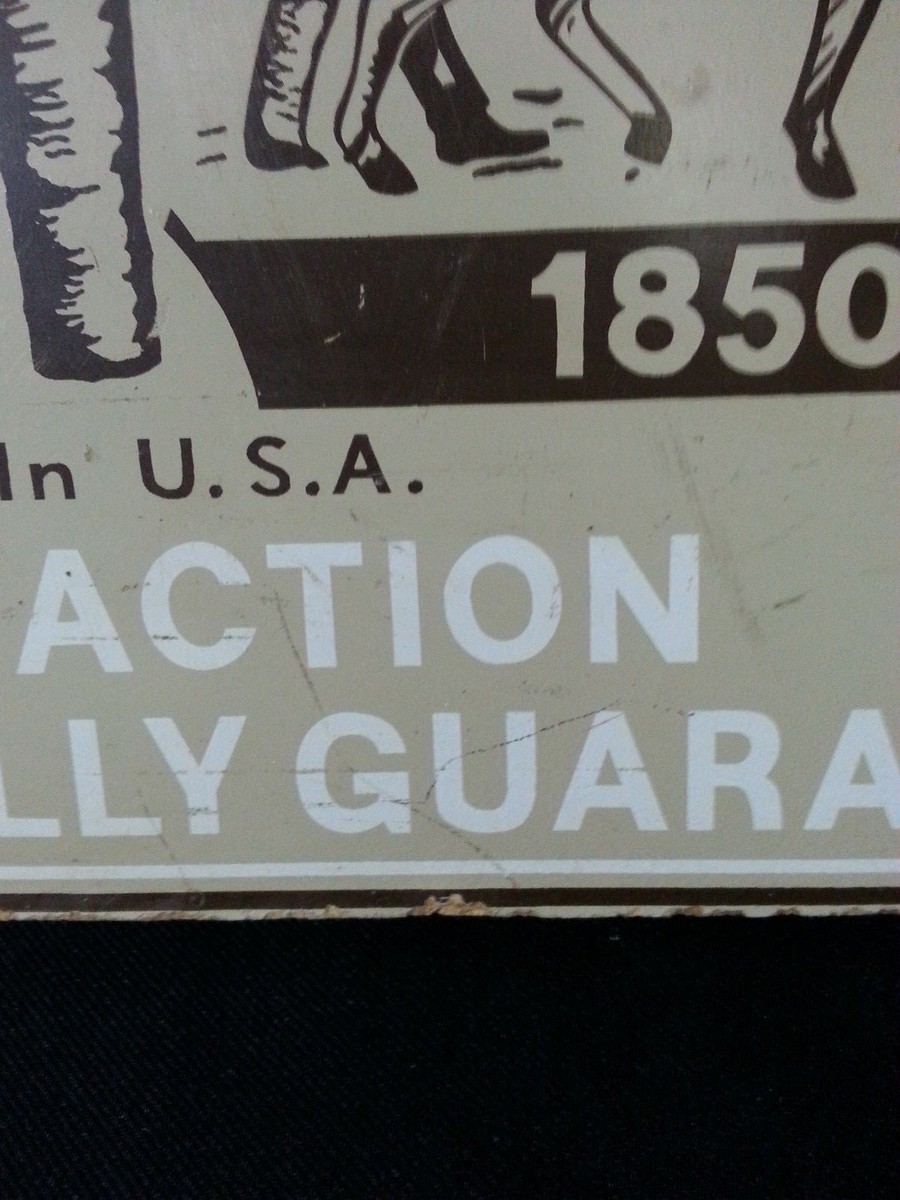 1850
In U.S.A.
ACTION
LLY GUARA